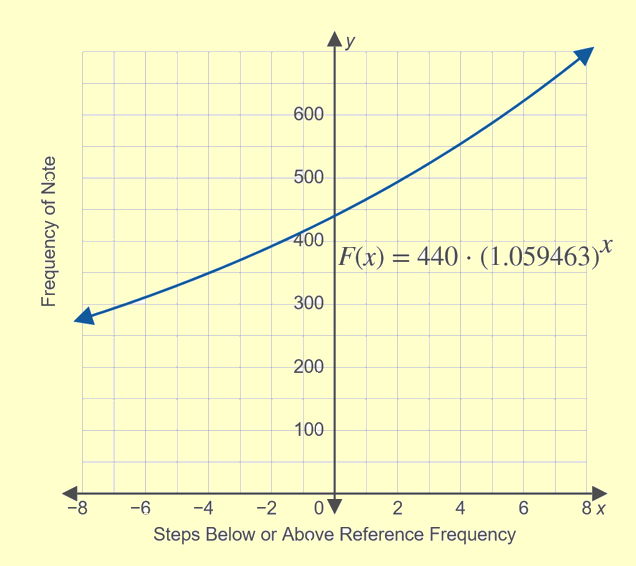 y
600
500
400
F(x) = 440 · (1.059463)^x
300
200
100
−8 −6 −4 −2 0 2 4 6 8 x
Frequency of Note
Steps Below or Above Reference Frequency